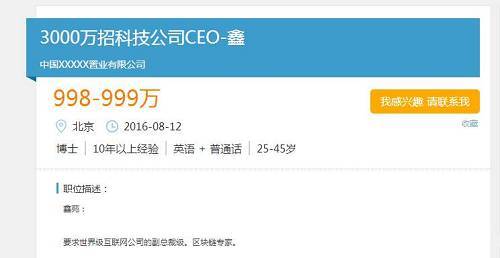 3000万招科技公司CEO-鑫
中国XXXXX置业有限公司
998-999万
我感兴趣 请联系我
北京 2016-08-12
收藏
博士 10年以上经验 英语 + 普通话 25-45岁
职位描述：
鑫苑：
要求世界级互联网公司的副总裁级。区块链专家。